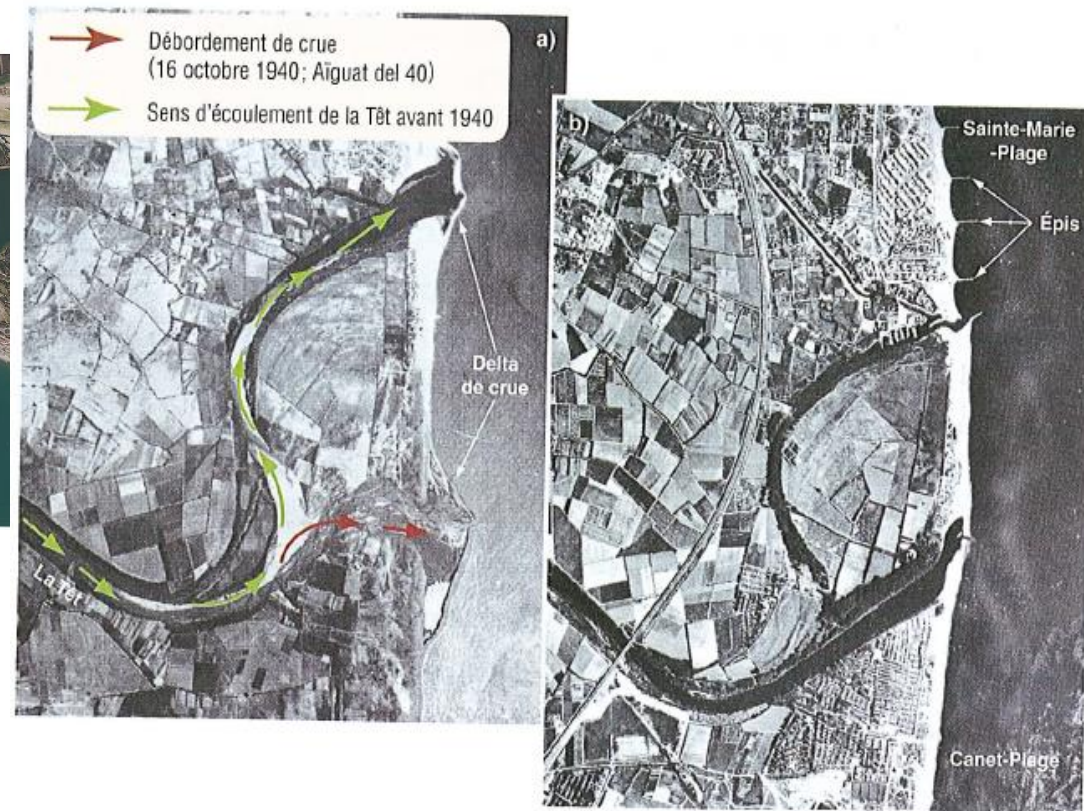 Débordement de crue
(16 octobre 1940; Aïguat del 40)
Sens d'écoulement de la Têt avant 1940
a)
Delta
de crue
La Têt
b)
Sainte-Marie
-Plage
Épis
Canet-Plage